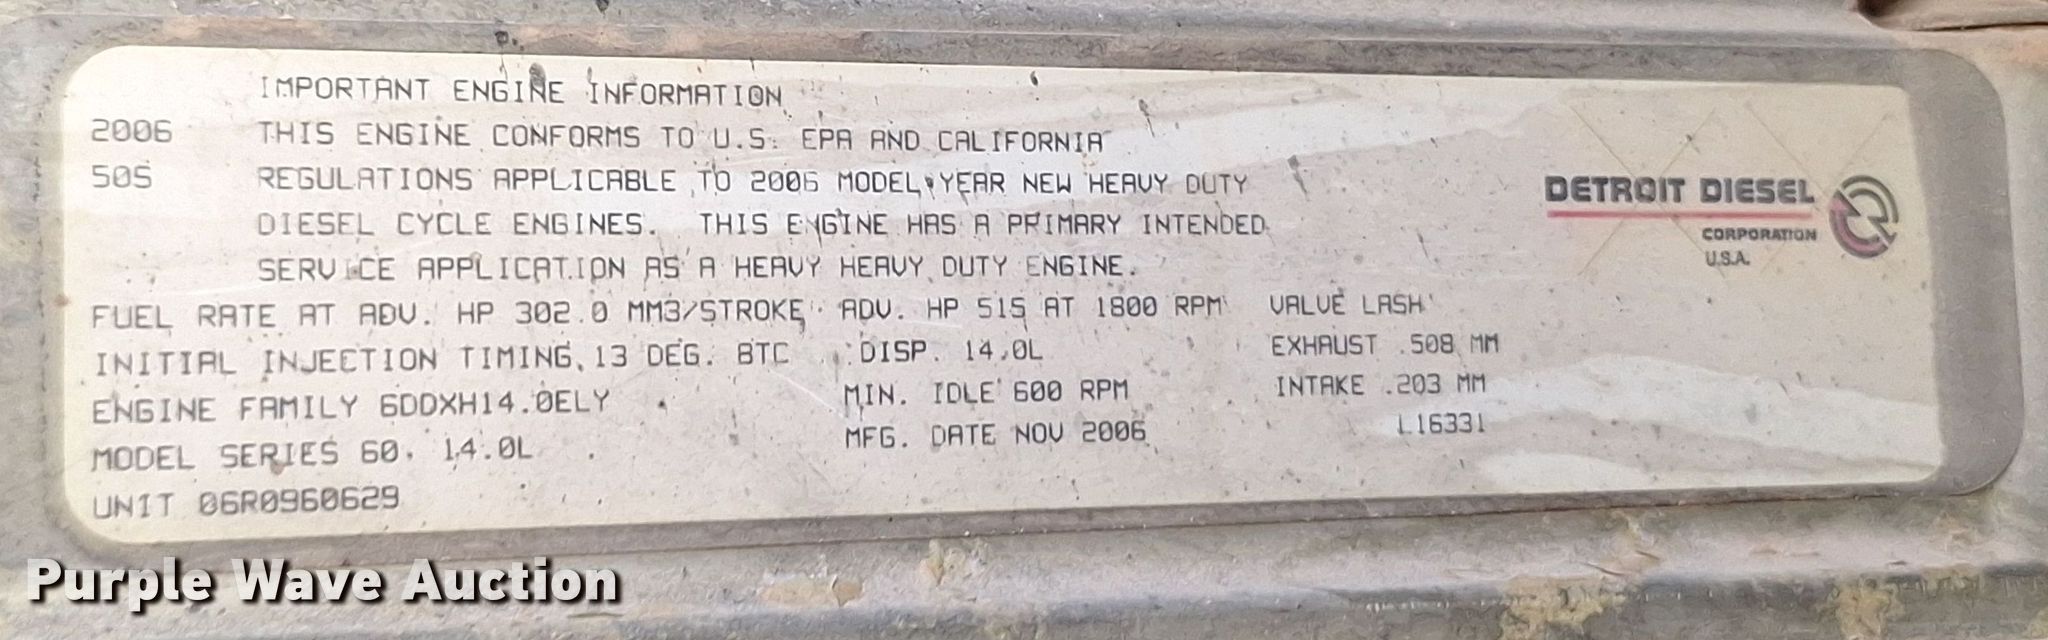 IMPORTANT ENGINE INFORMATION
2006 THIS ENGINE CONFORMS TO U.S. EPA AND CALIFORNIA
50S REGULATIONS APPLICABLE TO 2006 MODEL YEAR NEW HEAVY DUTY
DIESEL CYCLE ENGINES. THIS ENGINE HAS A PRIMARY INTENDED
SERVICE APPLICATION AS A HEAVY HEAVY DUTY ENGINE.
DETROIT DIESEL
CORPORATION
U.S.A.
FUEL RATE AT ADV. HP 302.0 MM3/STROKE ADV. HP 515 AT 1800 RPM VALVE LASH
INITIAL INJECTION TIMING 13 DEG. BTC DISP. 14.0L EXHAUST .508 MM
ENGINE FAMILY 6DDXH14.0ELY MIN. IDLE 600 RPM INTAKE .203 MM
MODEL SERIES 60. 14.0L MFG. DATE NOV 2006 L16331
UNIT 06R0960629
Purple Wave Auction